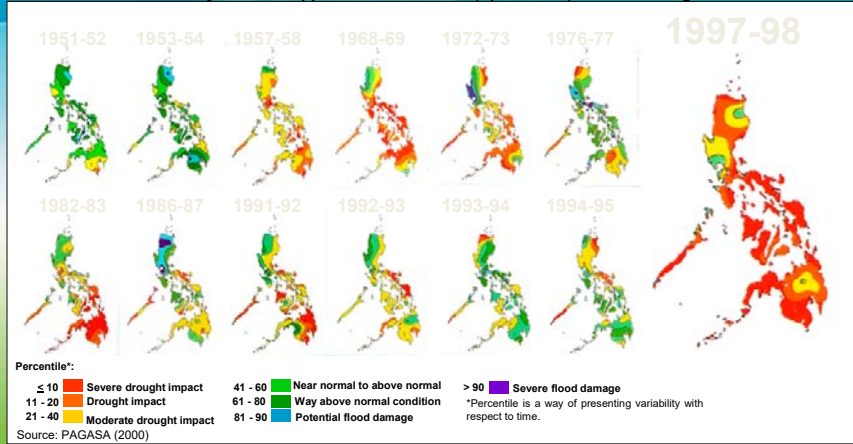 1951-52 1953-54 1957-58 1968-69 1972-73 1976-77 1997-98
1982-83 1986-87 1991-92 1992-93 1993-94 1994-95
Percentile*:
≤ 10 Severe drought impact
11 - 20 Drought impact
21 - 40 Moderate drought impact
41 - 60 Near normal to above normal
61 - 80 Way above normal condition
81 - 90 Potential flood damage
> 90 Severe flood damage
*Percentile is a way of presenting variability with
respect to time.
Source: PAGASA (2000)